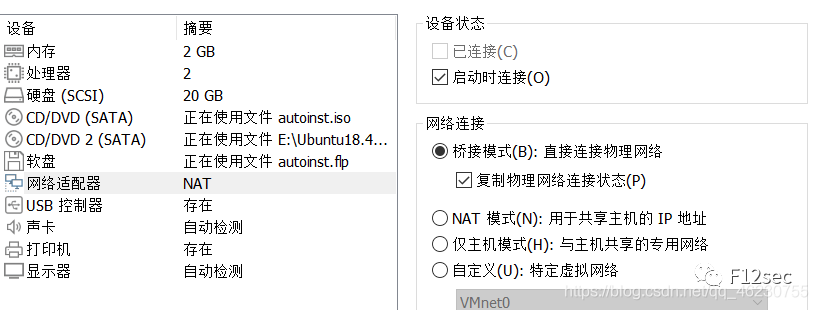 设备 摘要
内存 2 GB
处理器 2
硬盘 (SCSI) 20 GB
CD/DVD (SATA) 正在使用文件 autoinst.iso
CD/DVD 2 (SATA) 正在使用文件 E:\Ubuntu18.4...
软盘 正在使用文件 autoinst.flp
网络适配器 NAT
USB 控制器 存在
声卡 自动检测
打印机 存在
显示器 自动检测
设备状态
已连接(C)
启动时连接(O)
网络连接
桥接模式(B): 直接连接物理网络
复制物理网络连接状态(P)
NAT 模式(N): 用于共享主机的 IP 地址
仅主机模式(H): 与主机共享的专用网络
自定义(U): 特定虚拟网络
F12sec
https://blog.csdn.net/qq_46230755
VMnet0